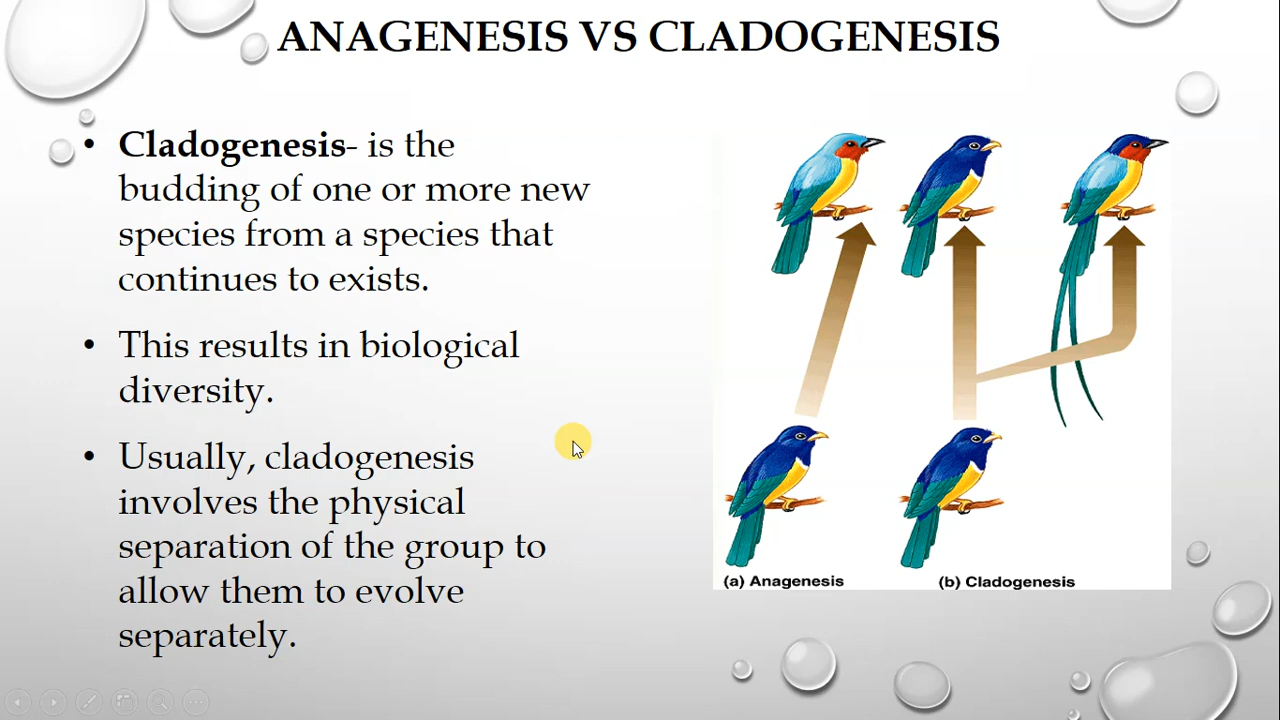 ANAGENESIS VS CLADOGENESIS
• Cladogenesis- is the
budding of one or more new
species from a species that
continues to exists.
• This results in biological
diversity.
• Usually, cladogenesis
involves the physical
separation of the group to
allow them to evolve
separately.
(a) Anagenesis
(b) Cladogenesis